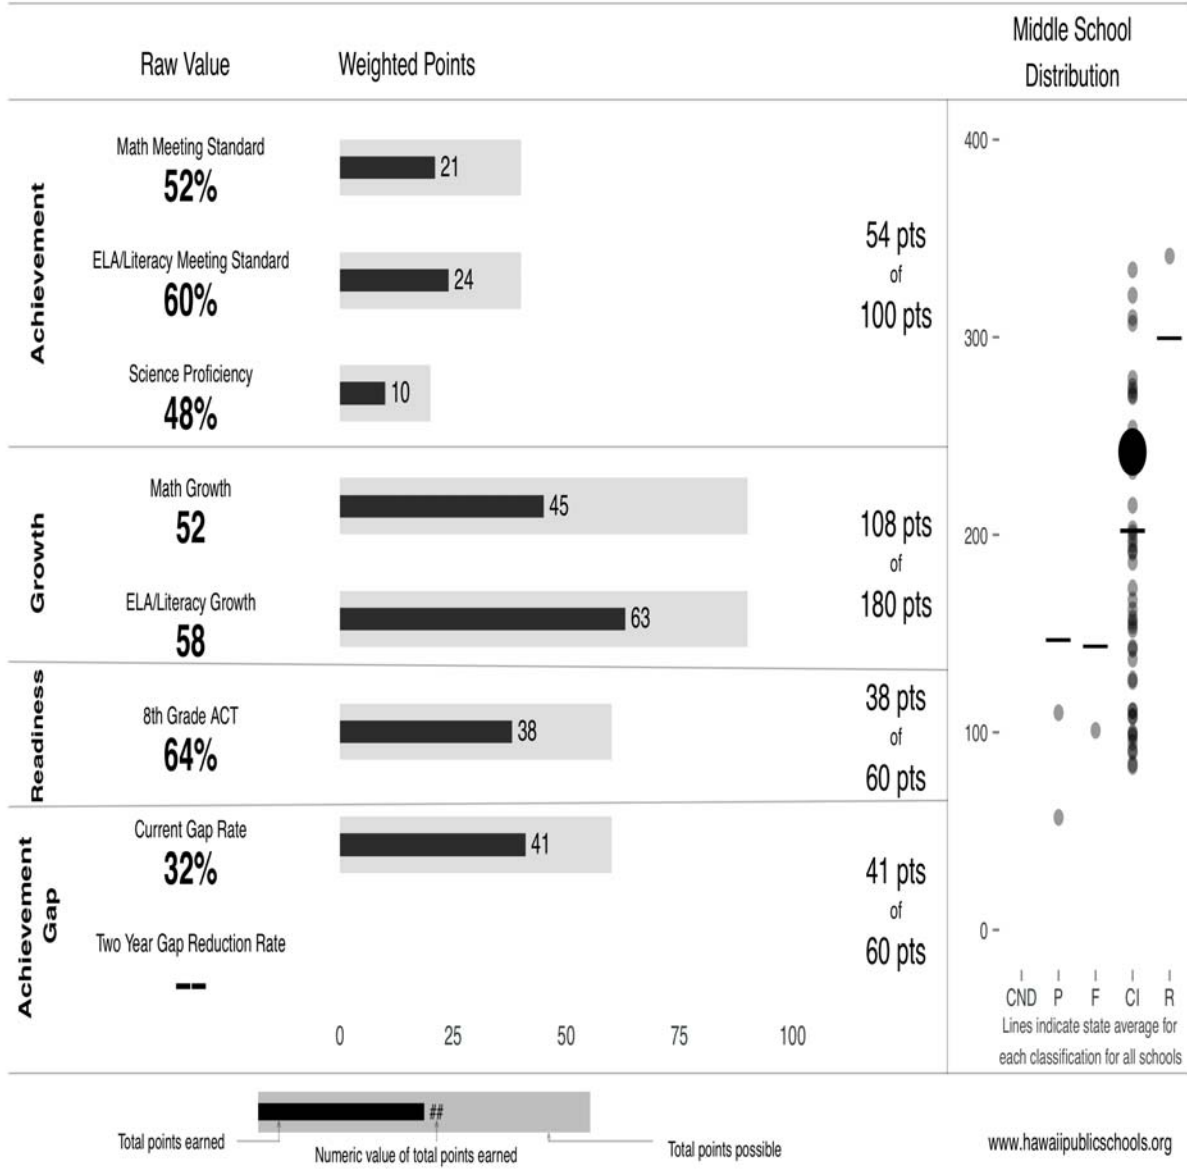 Raw Value
Weighted Points
Middle School
Distribution
Achievement
Math Meeting Standard
52%
21
ELA/Literacy Meeting Standard
60%
24
Science Proficiency
48%
10
54 pts
of
100 pts
Growth
Math Growth
52
45
ELA/Literacy Growth
58
63
108 pts
of
180 pts
Readiness
8th Grade ACT
64%
38
38 pts
of
60 pts
Achievement
Gap
Current Gap Rate
32%
41
Two Year Gap Reduction Rate
--
41 pts
of
60 pts
0 25 50 75 100
400
300
200
100
0
CND P F CI R
Lines indicate state average for
each classification for all schools
##
Total points earned
Numeric value of total points earned
Total points possible
www.hawaiipublicschools.org